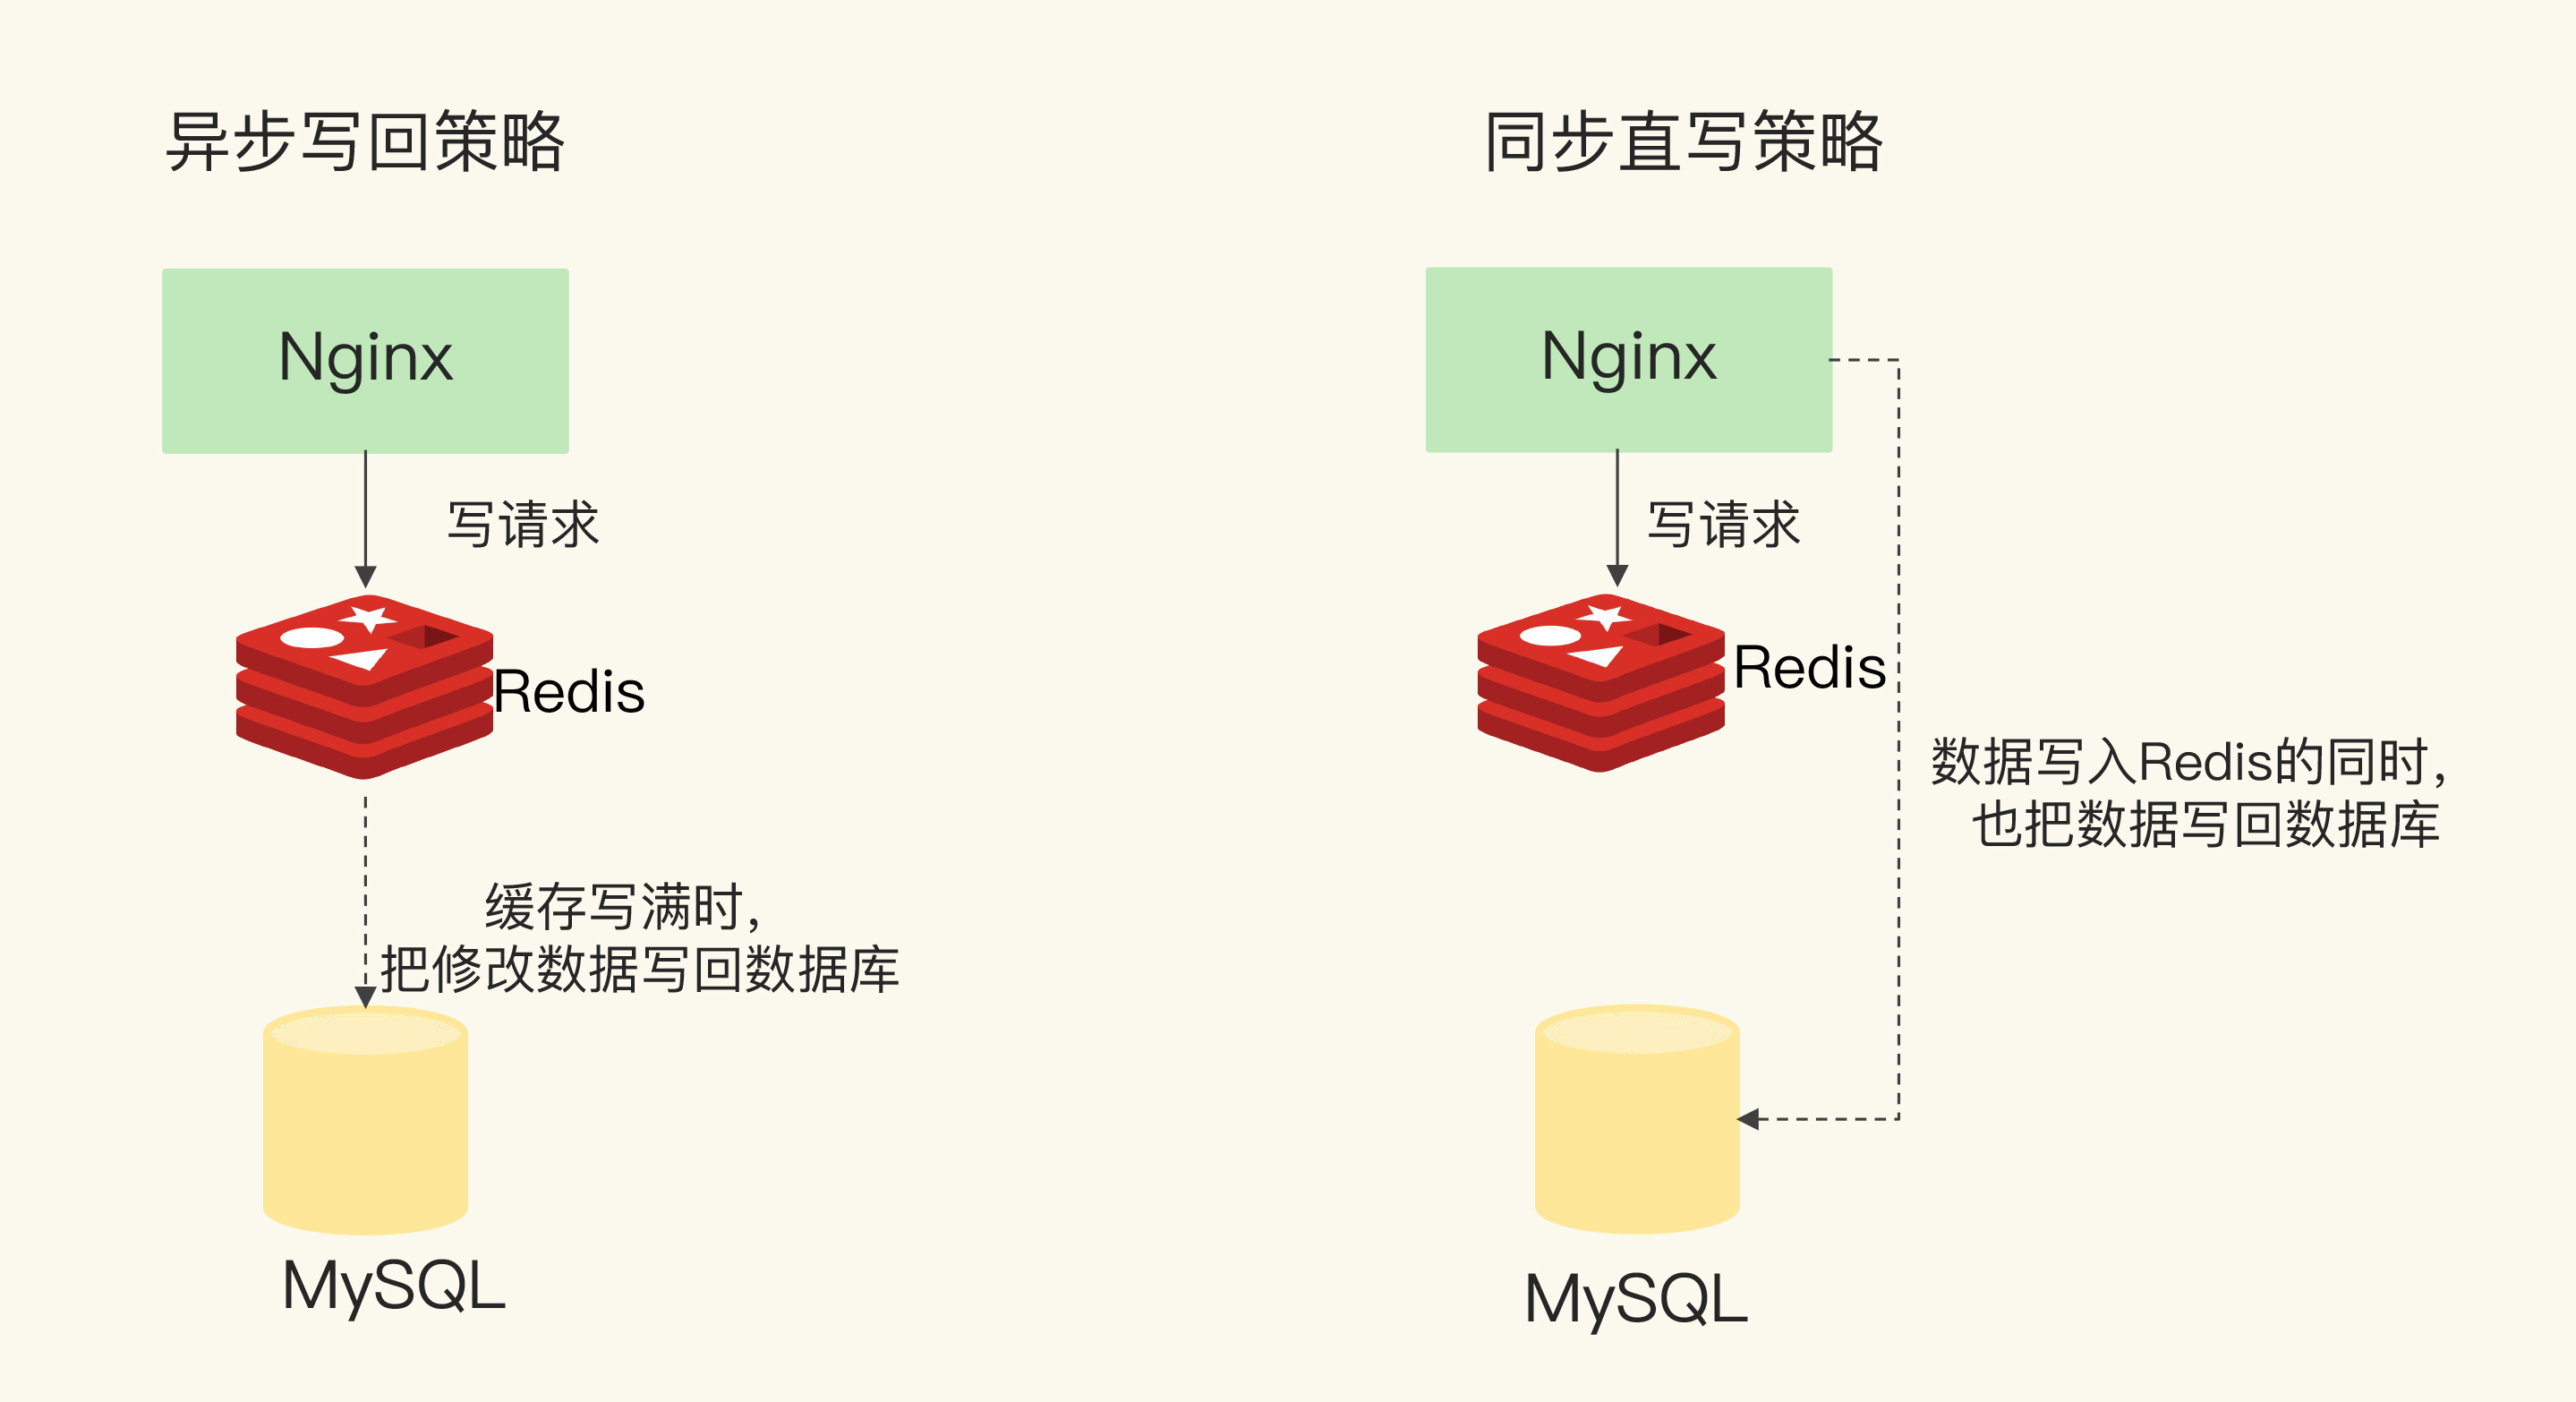 异步写回策略
Nginx
写请求
Redis
缓存写满时，
把修改数据写回数据库
MySQL
同步直写策略
Nginx
写请求
Redis
数据写入Redis的同时，
也把数据写回数据库
MySQL